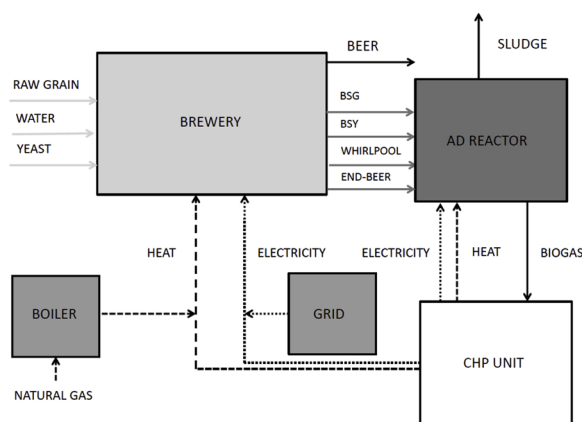 BEER
SLUDGE
RAW GRAIN
WATER
YEAST
BREWERY
BSG
BSY
WHIRLPOOL
END-BEER
AD REACTOR
HEAT
ELECTRICITY
ELECTRICITY
HEAT
BIOGAS
BOILER
GRID
CHP UNIT
NATURAL GAS